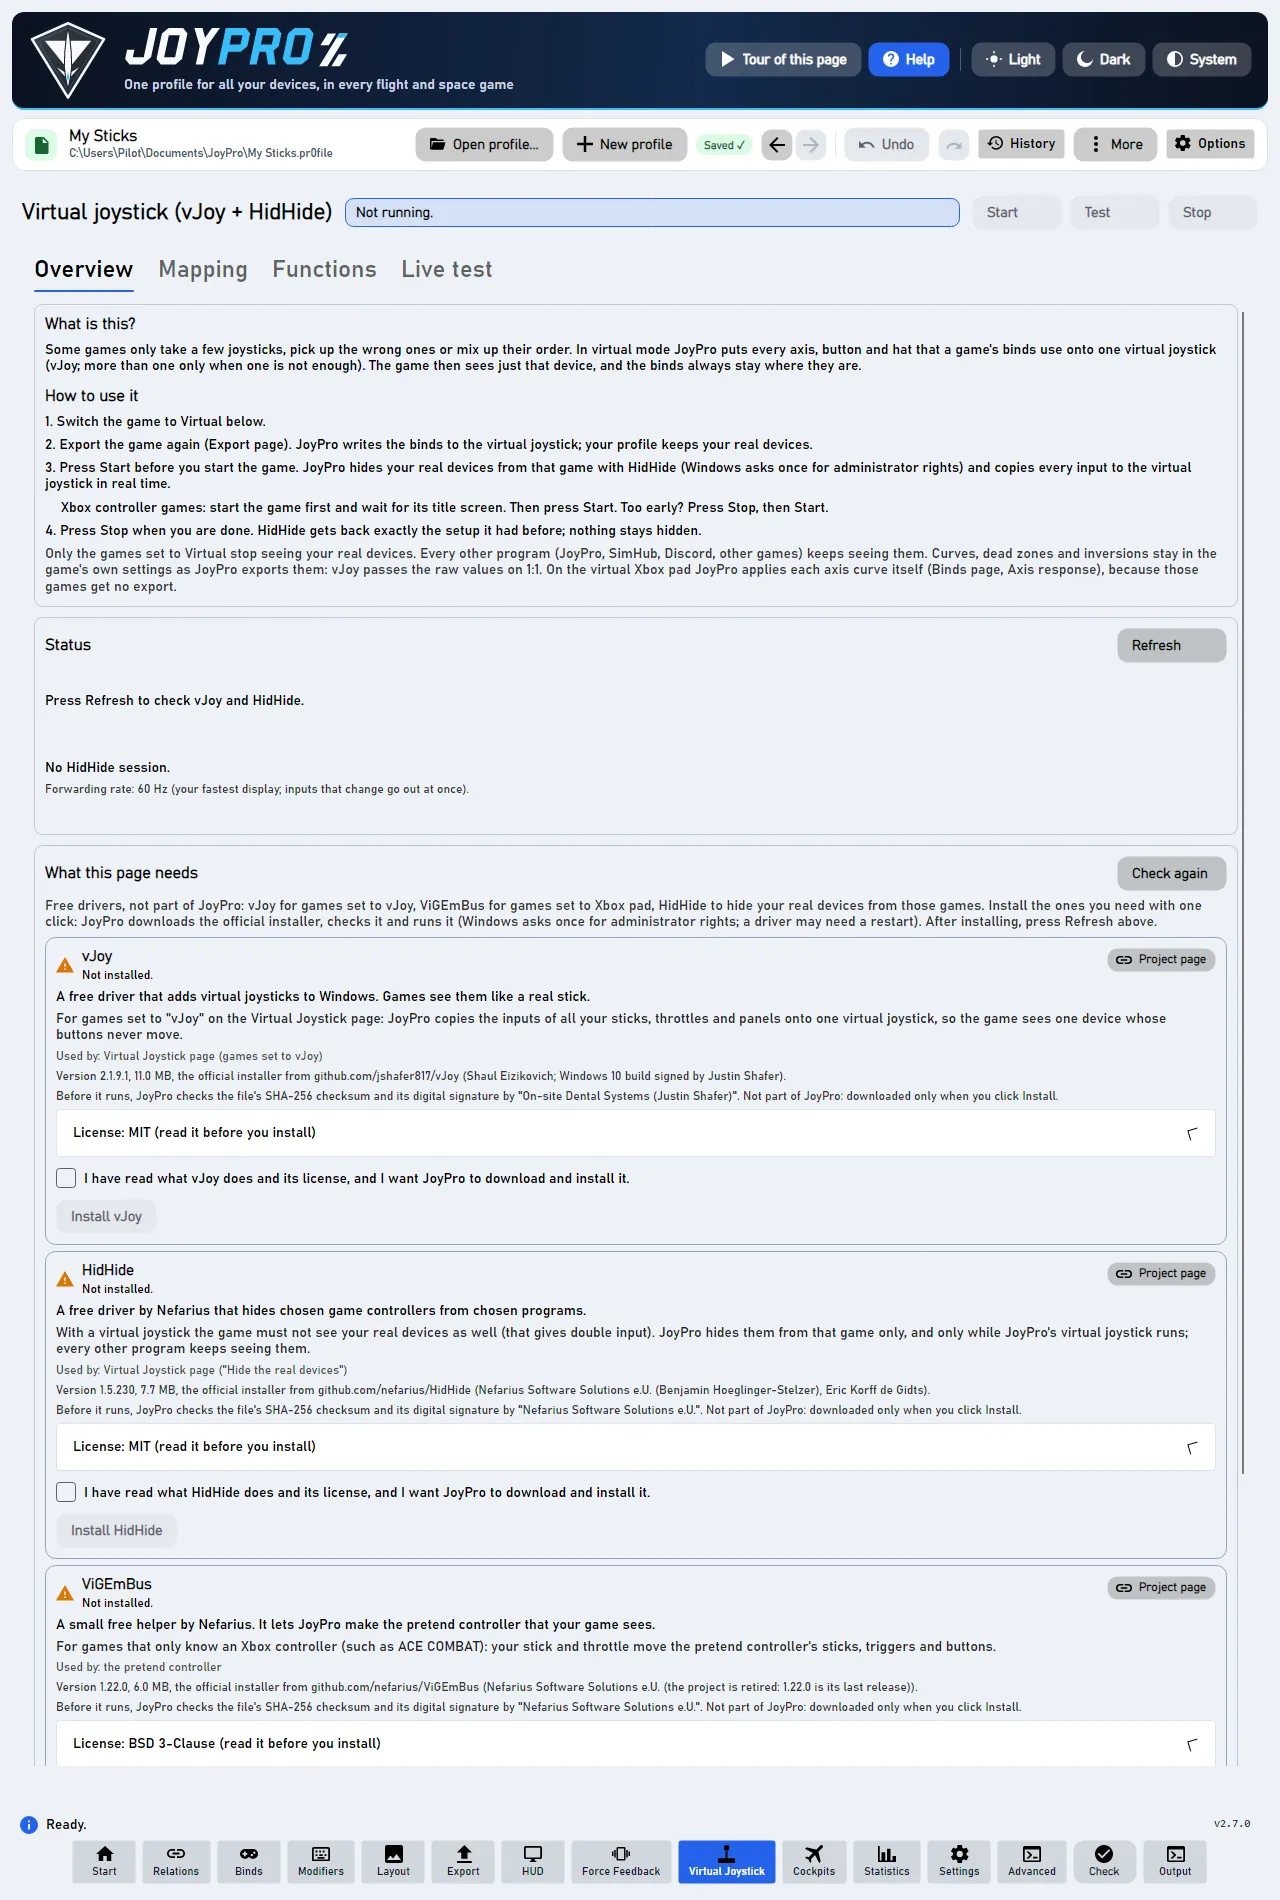 JOYPRO
One profile for all your devices, in every flight and space game
Tour of this page
Help
Light
Dark
System
My Sticks
C:\Users\Pilot\Documents\JoyPro\My Sticks.pr0file
Open profile...
New profile
Saved ✓
Undo
History
More
Options
Virtual joystick (vJoy + HidHide)
Not running.
Start
Test
Stop
Overview
Mapping
Functions
Live test
What is this?
Some games only take a few joysticks, pick up the wrong ones or mix up their order. In virtual mode JoyPro puts every axis, button and hat that a game's binds use onto one virtual joystick
(vJoy; more than one only when one is not enough). The game then sees just that device, and the binds always stay where they are.
How to use it
1. Switch the game to Virtual below.
2. Export the game again (Export page). JoyPro writes the binds to the virtual joystick; your profile keeps your real devices.
3. Press Start before you start the game. JoyPro hides your real devices from that game with HidHide (Windows asks once for administrator rights) and copies every input to the virtual
joystick in real time.
Xbox controller games: start the game first and wait for its title screen. Then press Start. Too early? Press Stop, then Start.
4. Press Stop when you are done. HidHide gets back exactly the setup it had before; nothing stays hidden.
Only the games set to Virtual stop seeing your real devices. Every other program (JoyPro, SimHub, Discord, other games) keeps seeing them. Curves, dead zones and inversions stay in the
game's own settings as JoyPro exports them: vJoy passes the raw values on 1:1. On the virtual Xbox pad JoyPro applies each axis curve itself (Binds page, Axis response), because those
games get no export.
Status
Refresh
Press Refresh to check vJoy and HidHide.
No HidHide session.
Forwarding rate: 60 Hz (your fastest display; inputs that change go out at once).
What this page needs
Check again
Free drivers, not part of JoyPro: vJoy for games set to vJoy, ViGEmBus for games set to Xbox pad, HidHide to hide your real devices from those games. Install the ones you need with one
click: JoyPro downloads the official installer, checks it and runs it (Windows asks once for administrator rights; a driver may need a restart). After installing, press Refresh above.
vJoy
Not installed.
Project page
A free driver that adds virtual joysticks to Windows. Games see them like a real stick.
For games set to "vJoy" on the Virtual Joystick page: JoyPro copies the inputs of all your sticks, throttles and panels onto one virtual joystick, so the game sees one device whose
buttons never move.
Used by: Virtual Joystick page (games set to vJoy)
Version 2.1.9.1, 11.0 MB, the official installer from github.com/jshafer817/vJoy (Shaul Eizikovich; Windows 10 build signed by Justin Shafer).
Before it runs, JoyPro checks the file's SHA-256 checksum and its digital signature by "On-site Dental Systems (Justin Shafer)". Not part of JoyPro: downloaded only when you click Install.
License: MIT (read it before you install)
I have read what vJoy does and its license, and I want JoyPro to download and install it.
Install vJoy
HidHide
Not installed.
Project page
A free driver by Nefarius that hides chosen game controllers from chosen programs.
With a virtual joystick the game must not see your real devices as well (that gives double input). JoyPro hides them from that game only, and only while JoyPro's virtual joystick runs;
every other program keeps seeing them.
Used by: Virtual Joystick page ("Hide the real devices")
Version 1.5.230, 7.7 MB, the official installer from github.com/nefarius/HidHide (Nefarius Software Solutions e.U. (Benjamin Hoeglinger-Stelzer), Eric Korff de Gidts).
Before it runs, JoyPro checks the file's SHA-256 checksum and its digital signature by "Nefarius Software Solutions e.U.". Not part of JoyPro: downloaded only when you click Install.
License: MIT (read it before you install)
I have read what HidHide does and its license, and I want JoyPro to download and install it.
Install HidHide
ViGEmBus
Not installed.
Project page
A small free helper by Nefarius. It lets JoyPro make the pretend controller that your game sees.
For games that only know an Xbox controller (such as ACE COMBAT): your stick and throttle move the pretend controller's sticks, triggers and buttons.
Used by: the pretend controller
Version 1.22.0, 6.0 MB, the official installer from github.com/nefarius/ViGEmBus (Nefarius Software Solutions e.U. (the project is retired: 1.22.0 is its last release)).
Before it runs, JoyPro checks the file's SHA-256 checksum and its digital signature by "Nefarius Software Solutions e.U.". Not part of JoyPro: downloaded only when you click Install.
License: BSD 3-Clause (read it before you install)
Ready.
v2.7.0
Start
Relations
Binds
Modifiers
Layout
Export
HUD
Force Feedback
Virtual Joystick
Cockpits
Statistics
Settings
Advanced
Check
Output